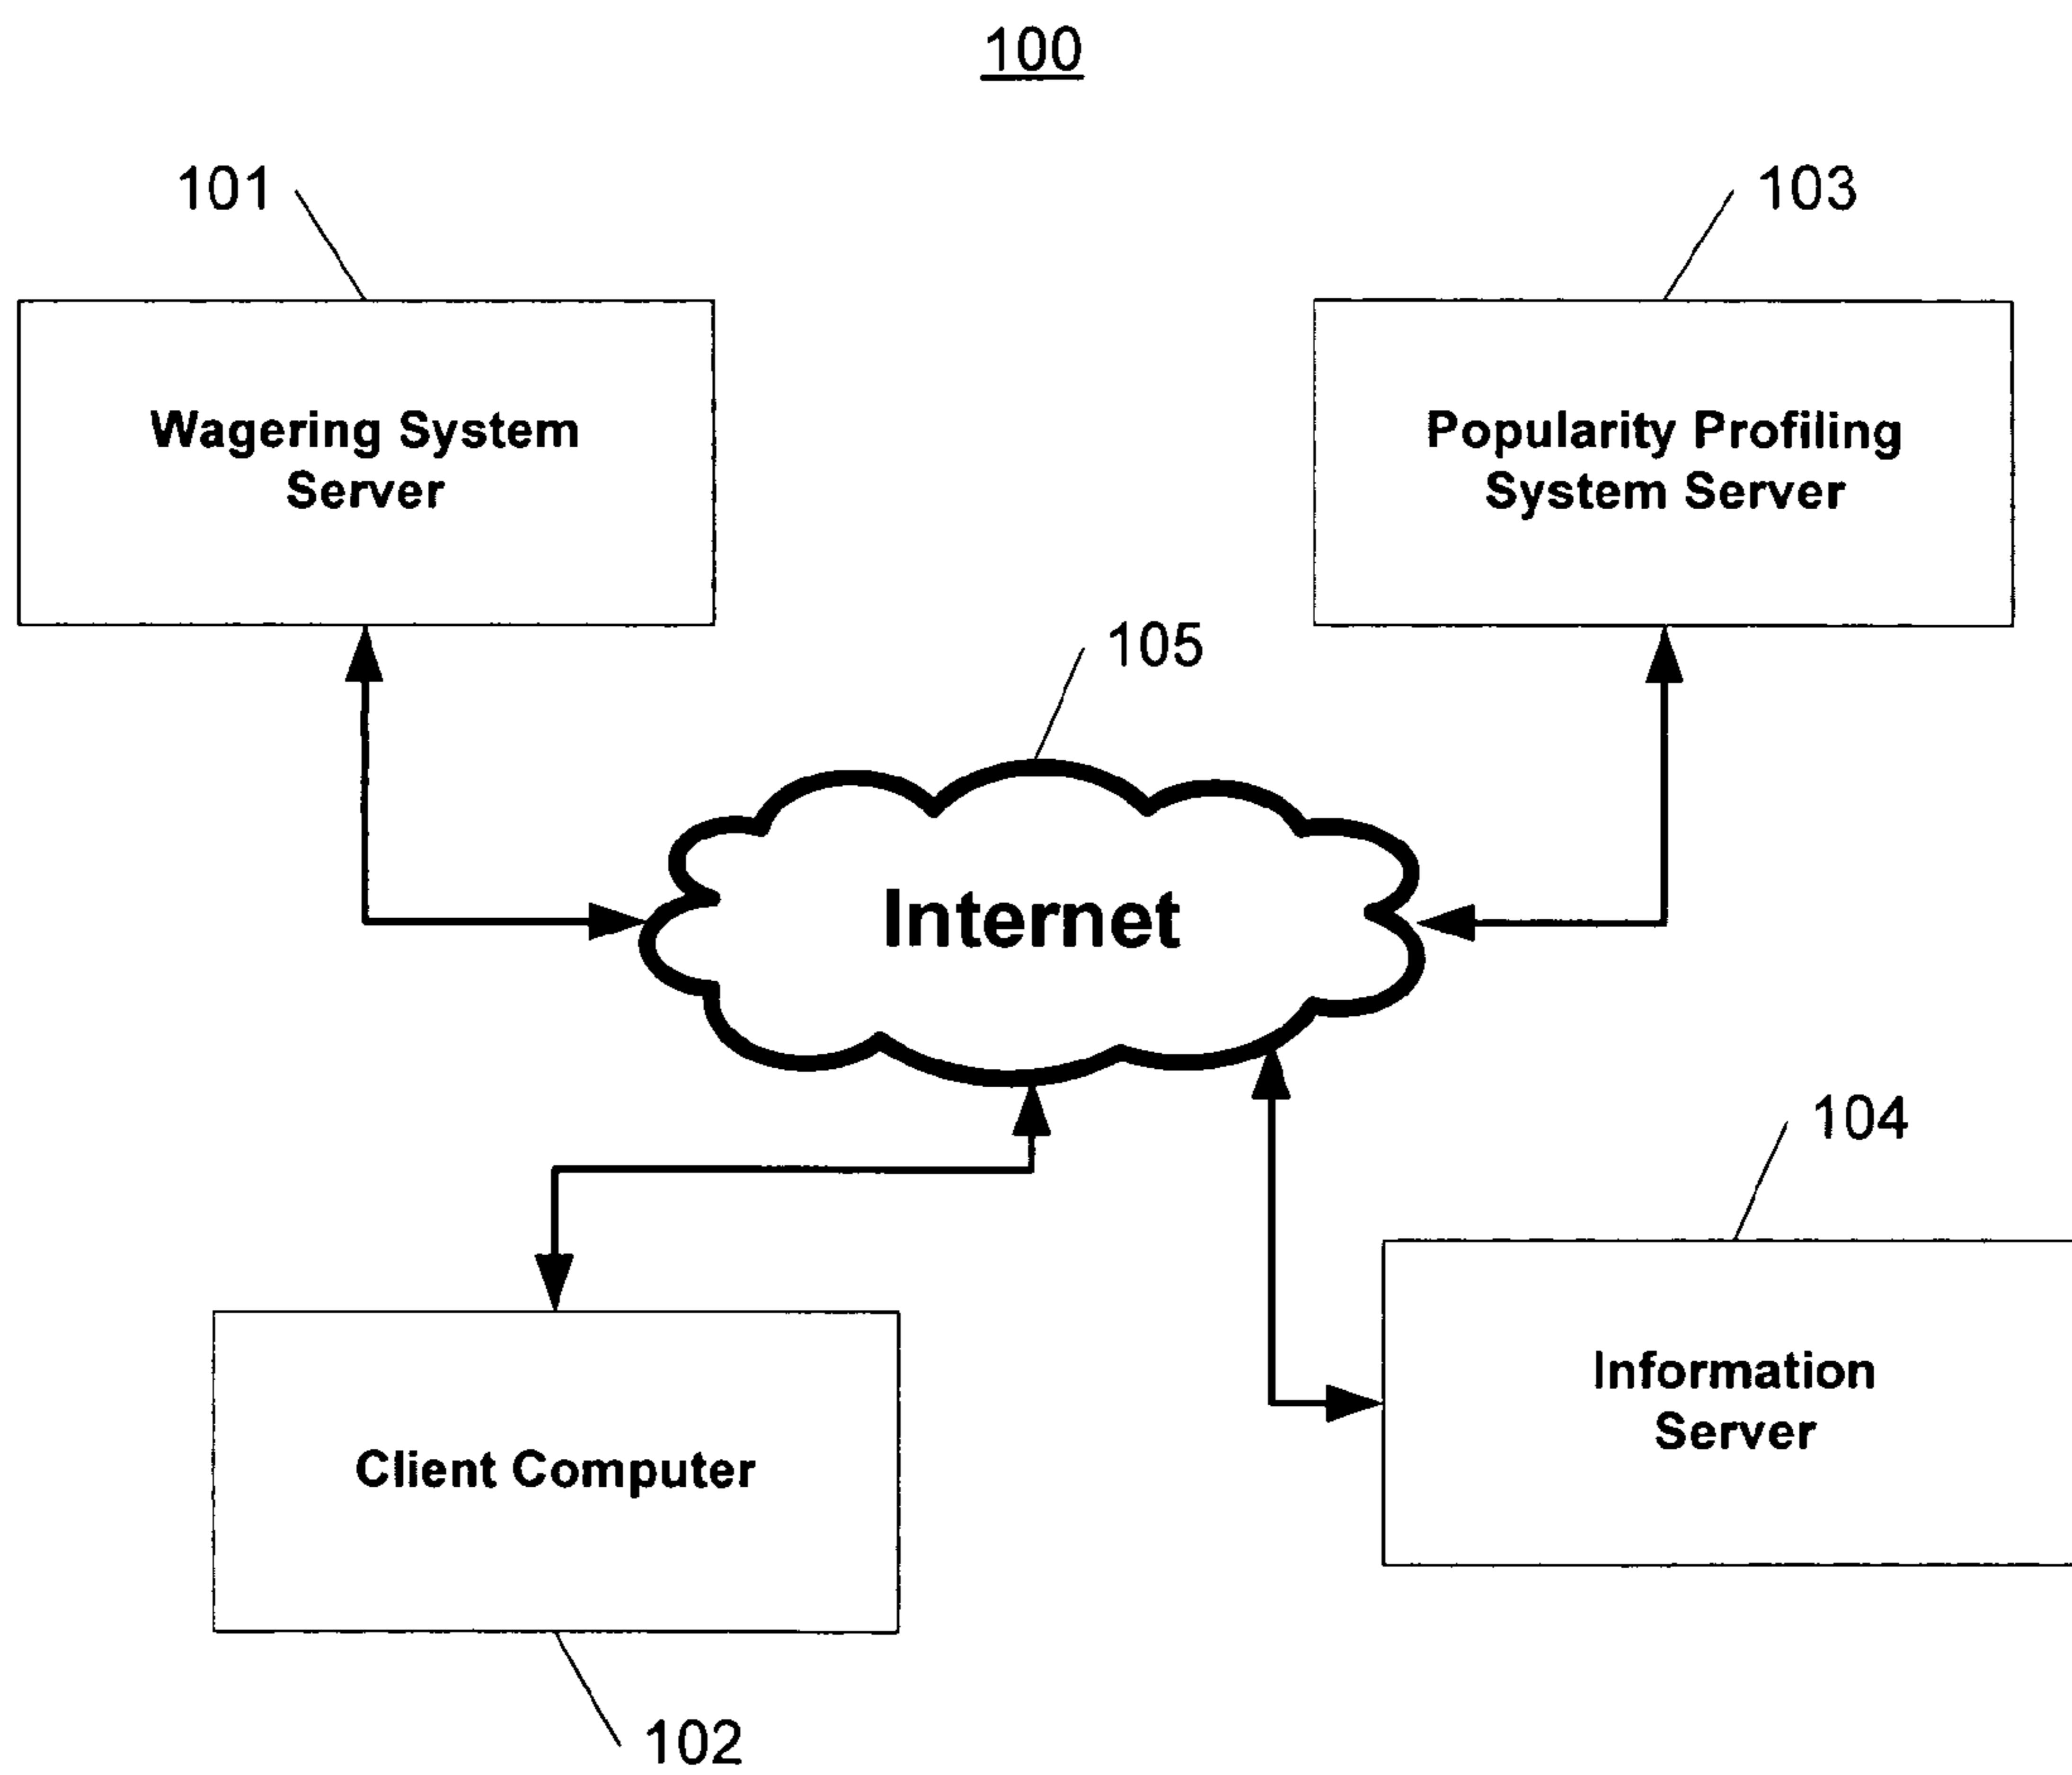 100
101
103
Wagering System
Server
Popularity Profiling
System Server
105
Internet
104
Information
Server
Client Computer
102